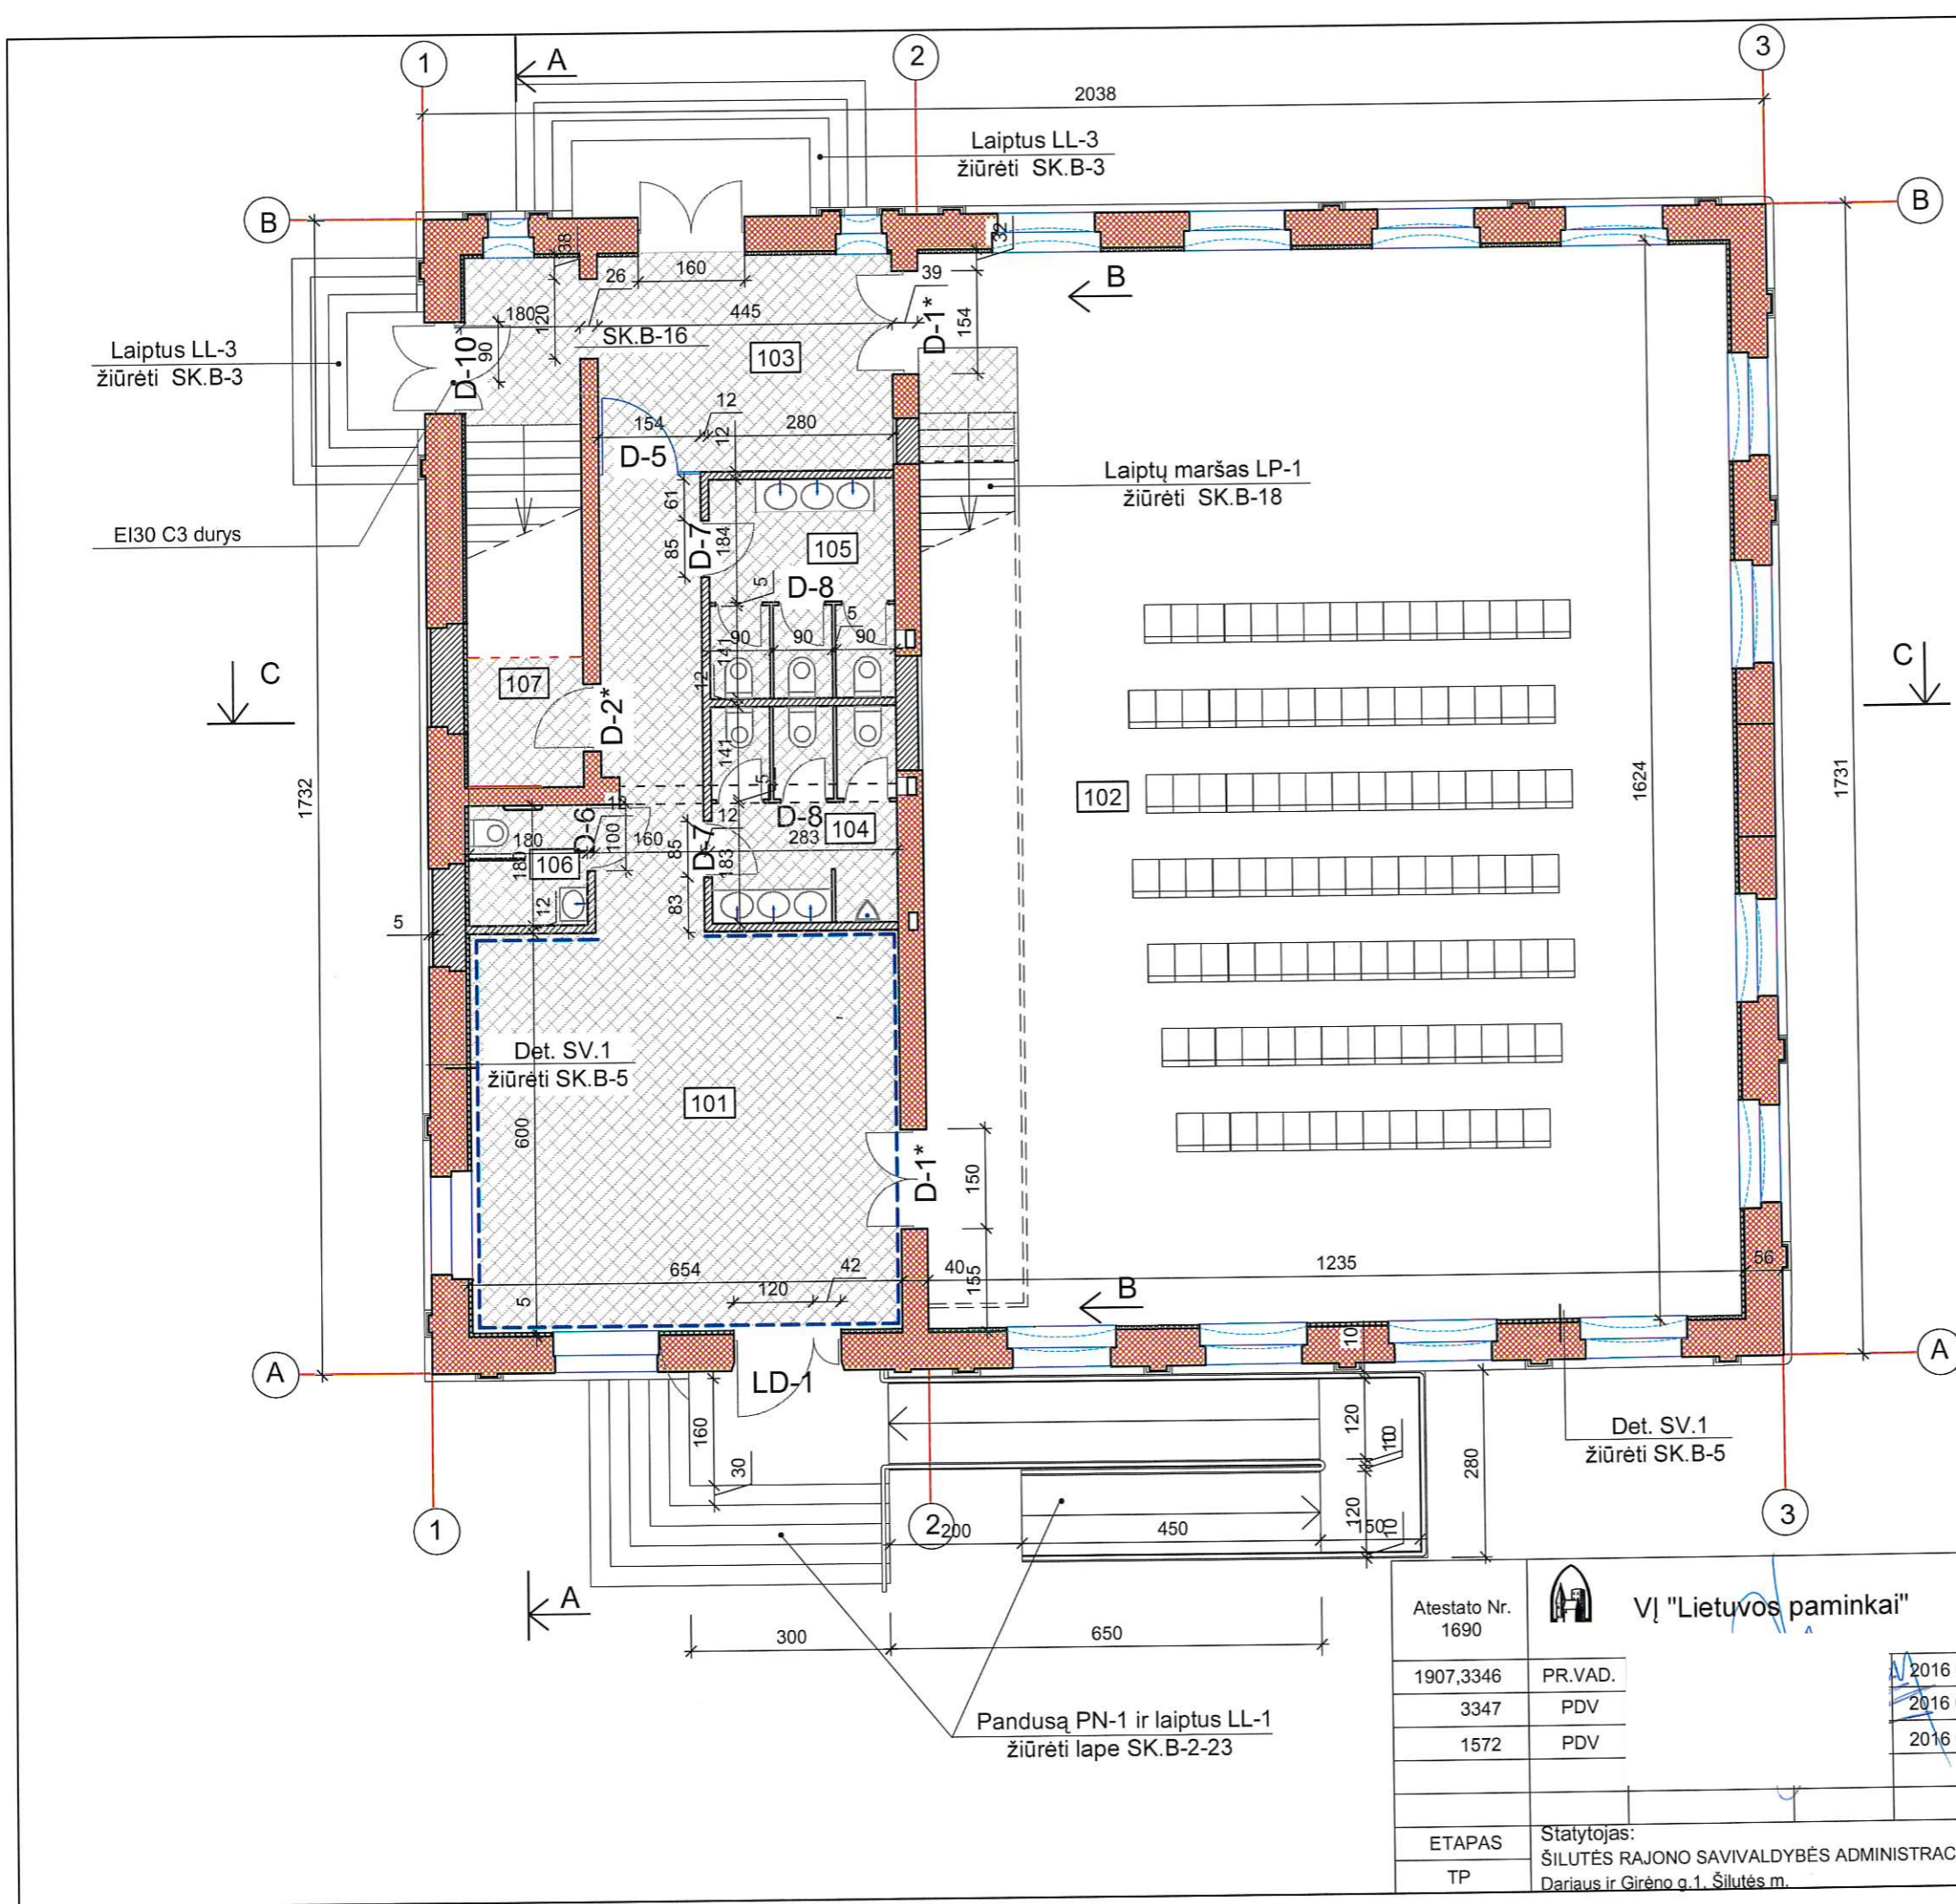 1
A
2
3
2038
Laiptus LL-3
žiūrėti SK.B-3
B
B
38
32
26
160
39
B
180
120
445
154
D-1*
SK.B-16
90
D-10
103
Laiptus LL-3
žiūrėti SK.B-3
12
154
280
12
D-5
Laiptų maršas LP-1
žiūrėti SK.B-18
61
EI30 C3 durys
85
D-7
184
105
5
D-8
5
90
90
90
141
C
C
12
107
D-2*
141
1732
1624
1731
5
102
12
12
D-8
104
D-6
100
180
160
85
D-7
283
183
180
106
12
83
5
Det. SV.1
žiūrėti SK.B-5
101
600
D-1*
150
654
42
40
155
1235
56
120
5
B
10
A
A
LD-1
160
30
120
10
10
280
Det. SV.1
žiūrėti SK.B-5
120
10
1
2
200
450
150
3
A
300
650
Pandusą PN-1 ir laiptus LL-1
žiūrėti lape SK.B-2-23
Atestato Nr.
1690
VĮ "Lietuvos paminkai"
1907,3346 PR.VAD. 2016
3347 PDV 2016
1572 PDV 2016
ETAPAS
TP
Statytojas:
ŠILUTĖS RAJONO SAVIVALDYBĖS ADMINISTRAC
Dariaus ir Girėno g.1, Šilutės m.